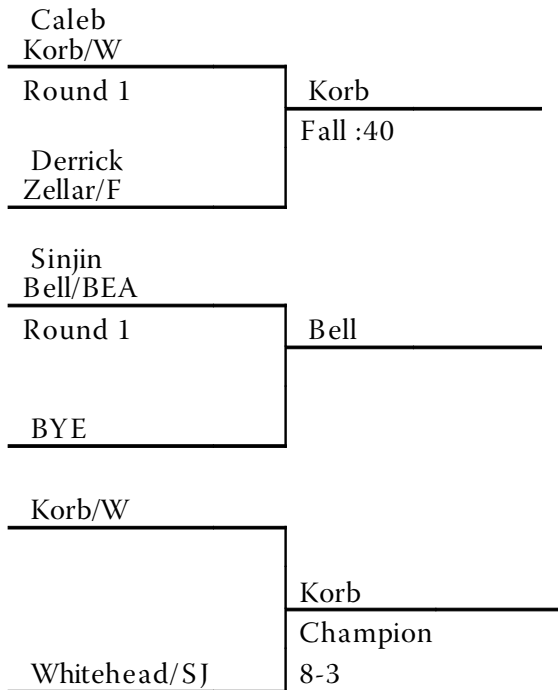 Caleb
Korb/W
Round 1
Korb
Fall :40
Derrick
Zellar/F
Sinjin
Bell/BEA
Round 1
Bell
BYE
Korb/W
Korb
Champion
Whitehead/SJ
8-3